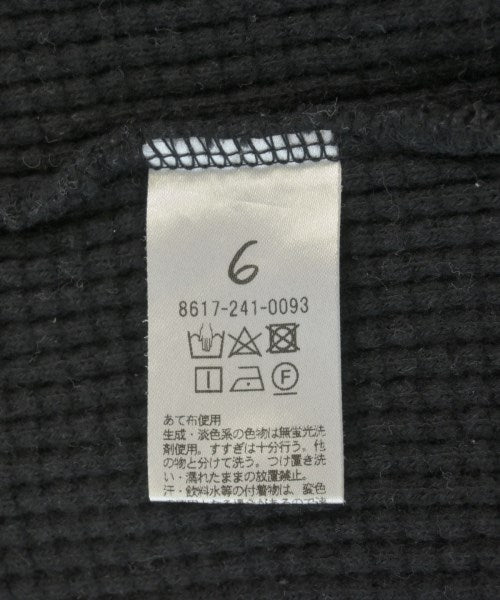 6
8617-241-0093
F
あて布使用
生成・淡色系の色物は無蛍光洗
剤使用。すすぎは十分行う。他
の物と分けて洗う。つけ置き洗
い・濡れたままの放置禁止。
汗・飲料水等の付着物は、変色